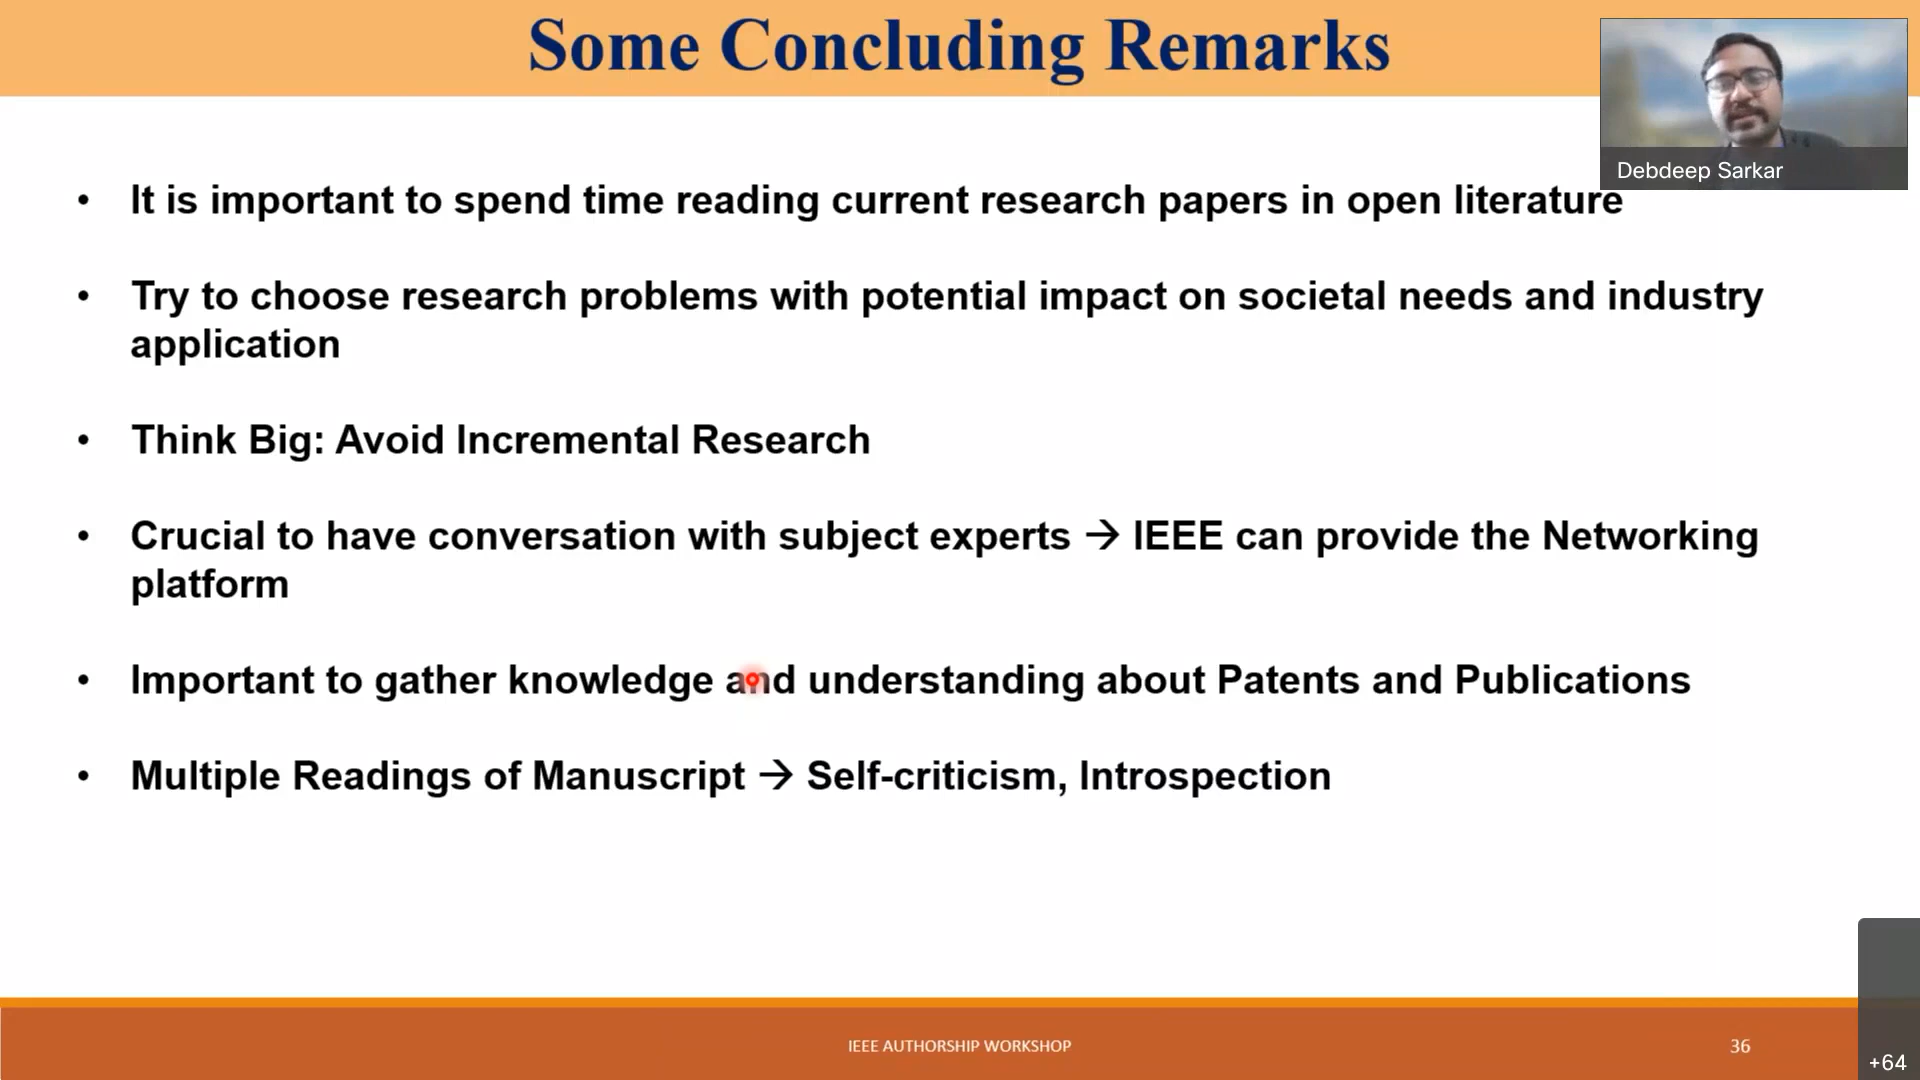 Some Concluding Remarks
Debdeep Sarkar
• It is important to spend time reading current research papers in open literature
• Try to choose research problems with potential impact on societal needs and industry
application
• Think Big: Avoid Incremental Research
• Crucial to have conversation with subject experts → IEEE can provide the Networking
platform
• Important to gather knowledge and understanding about Patents and Publications
• Multiple Readings of Manuscript → Self-criticism, Introspection
IEEE AUTHORSHIP WORKSHOP
36
+64